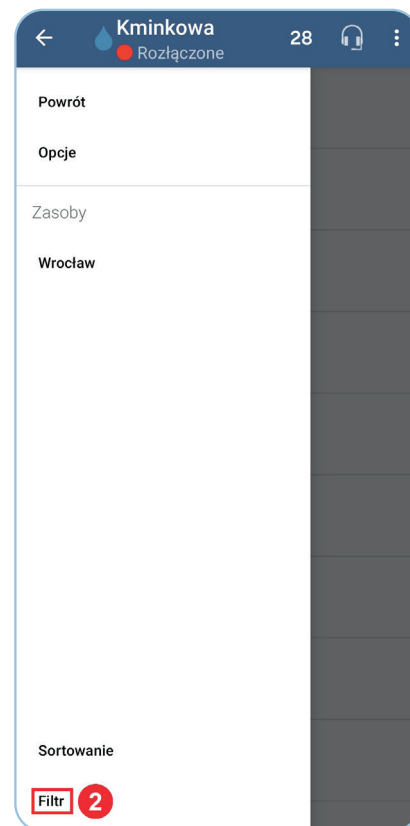 Kminkowa
Rozłączone
28
Powrót
Opcje
Zasoby
Wrocław
Sortowanie
Filtr 2